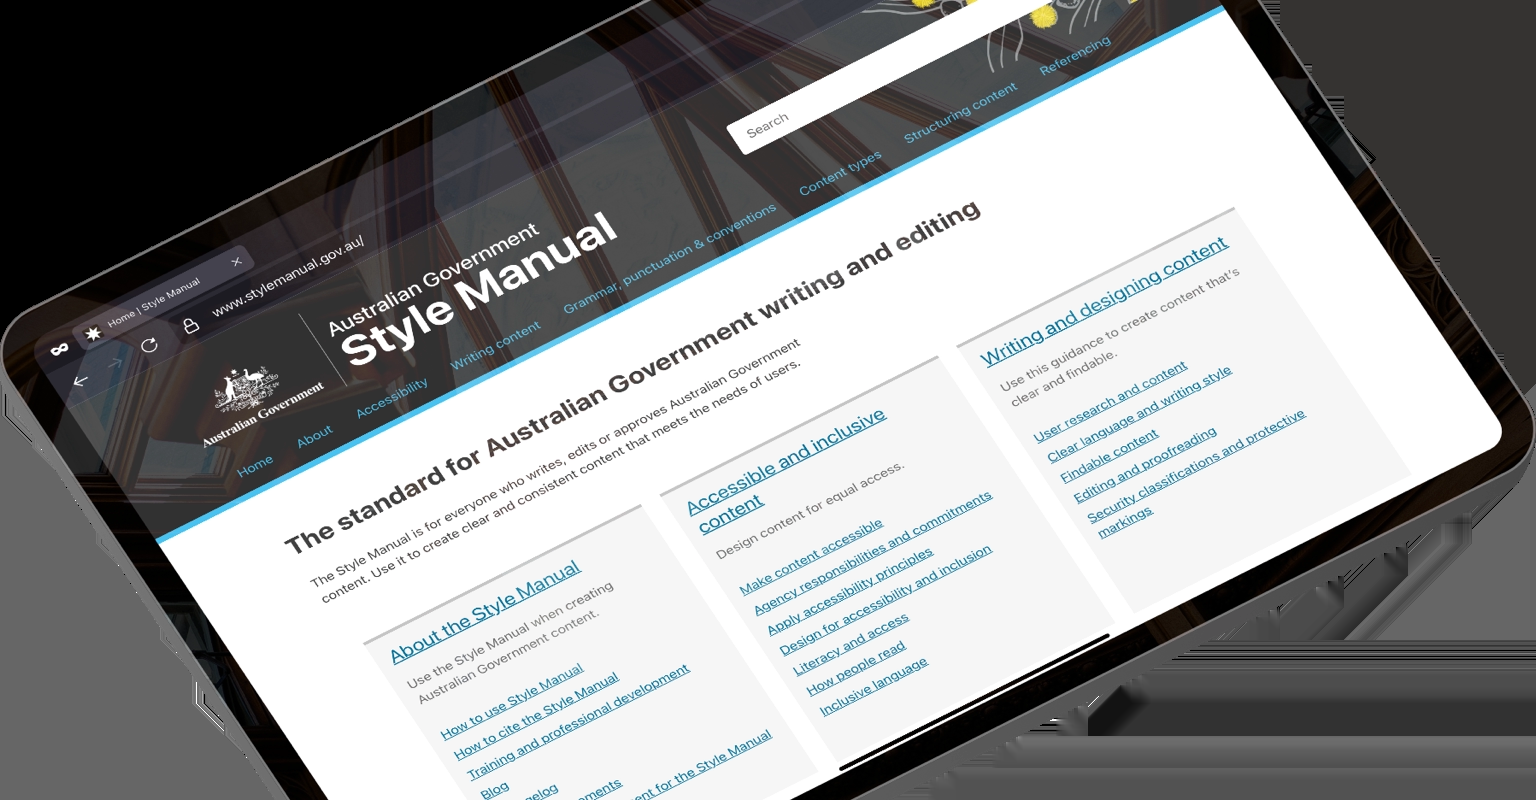 Home | Style Manual
www.stylemanual.gov.au/
Australian Government
Australian Government
Style Manual
Search
Home
About
Accessibility
Writing content
Grammar, punctuation & conventions
Content types
Structuring content
Referencing
The standard for Australian Government writing and editing
The Style Manual is for everyone who writes, edits or approves Australian Government
content. Use it to create clear and consistent content that meets the needs of users.
About the Style Manual
Use the Style Manual when creating
Australian Government content.
How to use Style Manual
How to cite the Style Manual
Training and professional development
Blog
elog
ements
ent for the Style Manual
Accessible and inclusive
content
Design content for equal access.
Make content accessible
Agency responsibilities and commitments
Apply accessibility principles
Design for accessibility and inclusion
Literacy and access
How people read
Inclusive language
Writing and designing content
Use this guidance to create content that's
clear and findable.
User research and content
Clear language and writing style
Findable content
Editing and proofreading
Security classifications and protective
markings